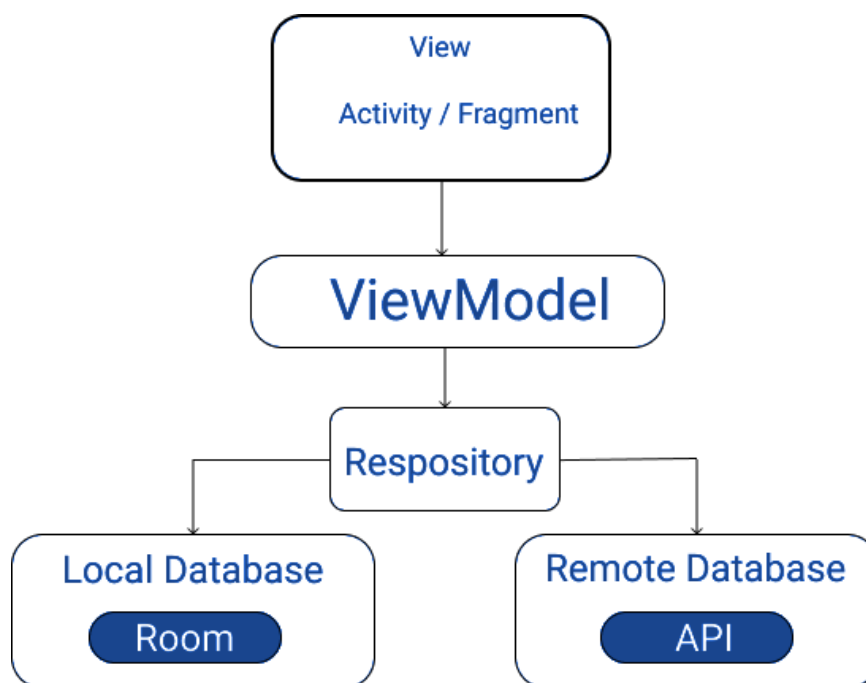 View
Activity / Fragment
ViewModel
Respository
Local Database
Room
Remote Database
API